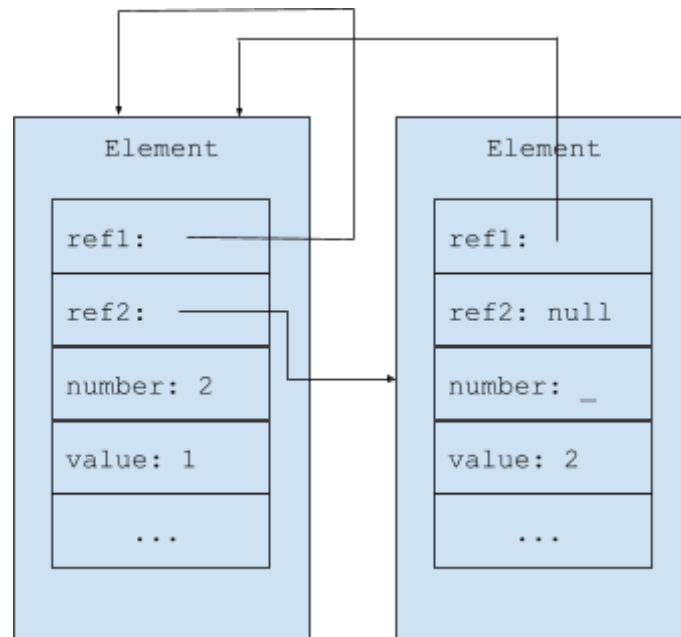 Element
ref1:
ref2:
number: 2
value: 1
...
Element
ref1:
ref2: null
number: _
value: 2
...